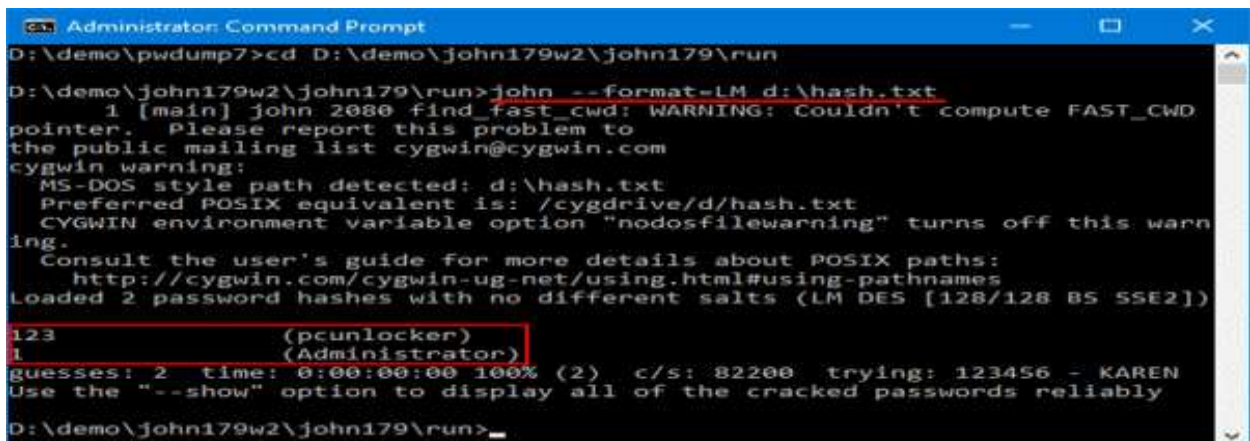 Administrator: Command Prompt
D:\demo\pwdump7>cd D:\demo\john179w2\john179\run
D:\demo\john179w2\john179\run>john --format=LM d:\hash.txt
1 [main] john 2080 find_fast_cwd: WARNING: Couldn't compute FAST_CWD
pointer.  Please report this problem to
the public mailing list cygwin@cygwin.com
cygwin warning:
MS-DOS style path detected: d:\hash.txt
Preferred POSIX equivalent is: /cygdrive/d/hash.txt
CYGWIN environment variable option "nodosfilewarning" turns off this warn
ing.
Consult the user's guide for more details about POSIX paths:
http://cygwin.com/cygwin-ug-net/using.html#using-pathnames
Loaded 2 password hashes with no different salts (LM DES [128/128 BS SSE2])
123 (pcunlocker)
1 (Administrator)
guesses: 2  time: 0:00:00:00 100% (2)  c/s: 82200  trying: 123456 - KAREN
Use the "--show" option to display all of the cracked passwords reliably
D:\demo\john179w2\john179\run>